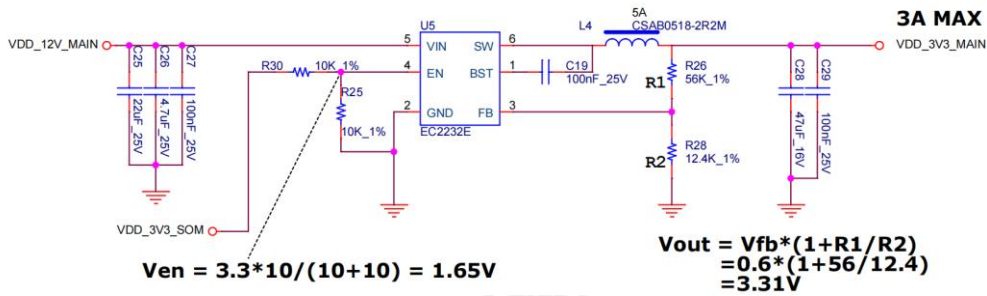 5A
3A MAX
U5
L4 CSAB0518-2R2M
VDD_12V_MAIN
5 VIN SW 6
VDD_3V3_MAIN
C25
22uF_25V
C26
4.7uF_25V
C27
100nF_25V
R30 10K_1%
4 EN BST 1
C19
100nF_25V
R1
R26
56K_1%
C28
47uF_16V
C29
100nF_25V
R25
10K_1%
2 GND FB 3
EC2232E
R2
R28
12.4K_1%
VDD_3V3_SOM
Ven = 3.3*10/(10+10) = 1.65V
Vout = Vfb*(1+R1/R2)
=0.6*(1+56/12.4)
=3.31V